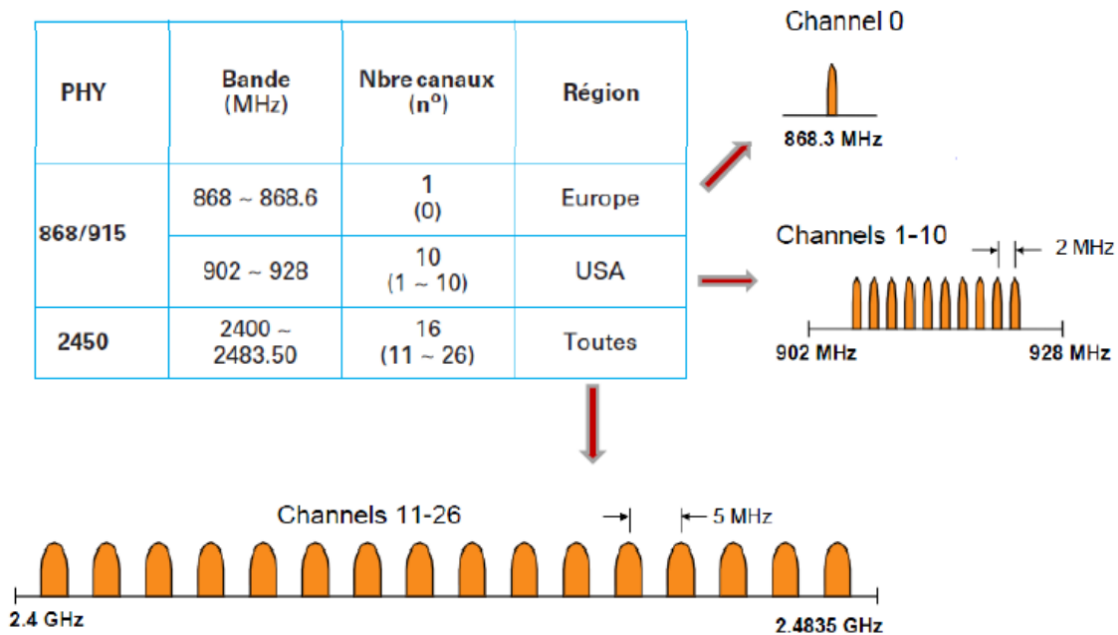 PHY
Bande
(MHz)
Nbre canaux
(nº)
Région
868/915
868 ~ 868.6
1
(0)
Europe
902 ~ 928
10
(1 ~ 10)
USA
2450
2400 ~
2483.50
16
(11 ~ 26)
Toutes
Channel 0
868.3 MHz
Channels 1-10
2 MHz
902 MHz
928 MHz
Channels 11-26
5 MHz
2.4 GHz
2.4835 GHz